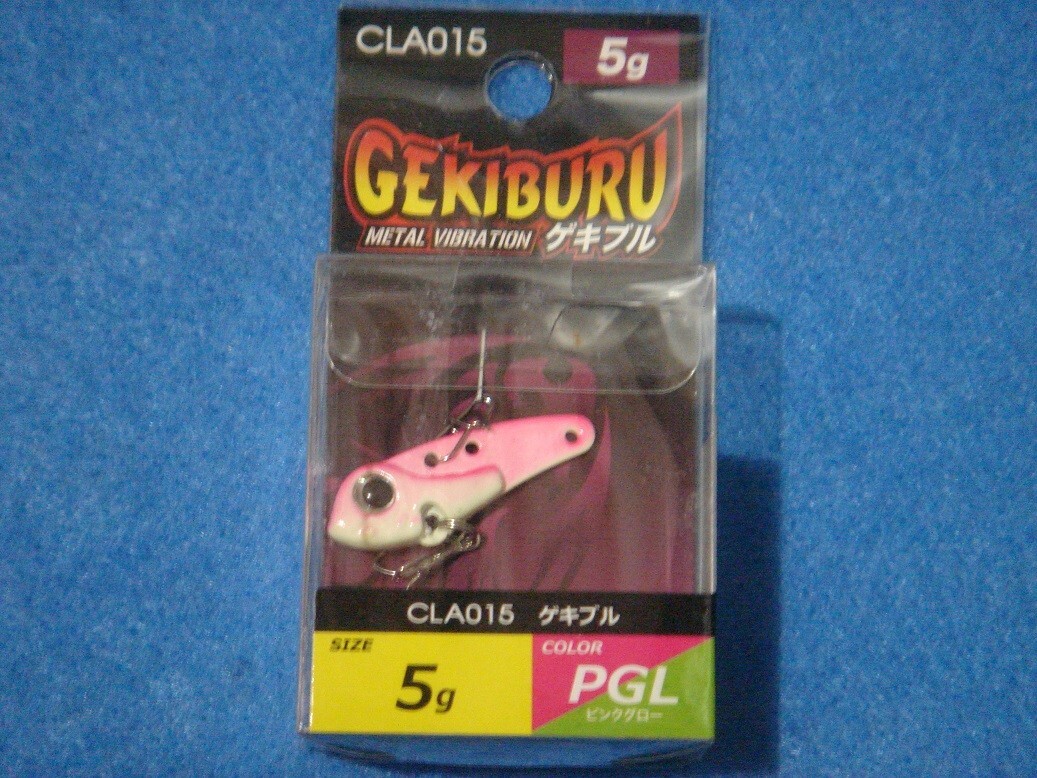 CLA015
5g
GEKIBURU
METAL VIBRATION ゲキブル
CLA015 ゲキブル
SIZE
5g
COLOR
PGL
ピンクグロー